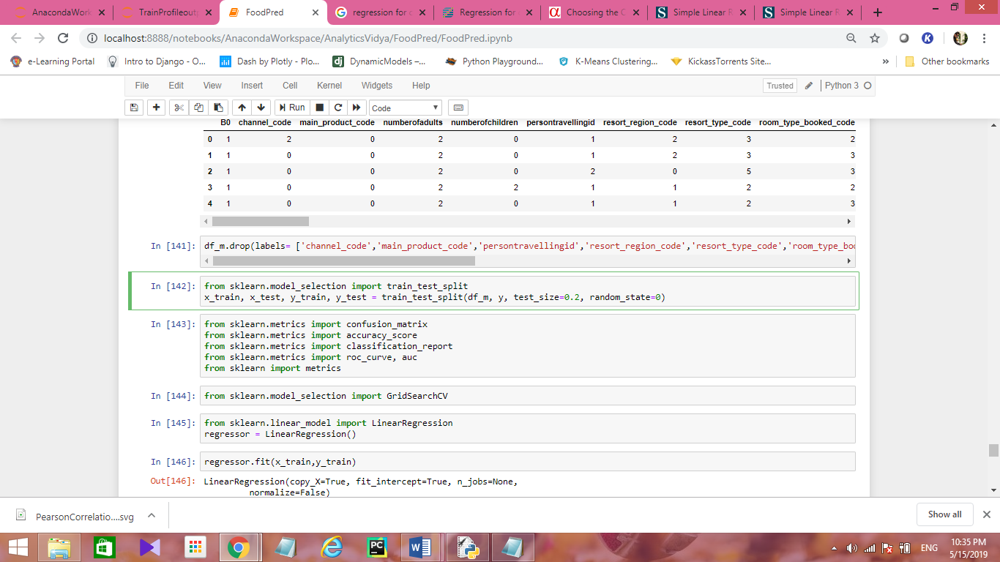 AnacondaWork
TrainProfileoutp
FoodPred
regression for c
Regression for
Choosing the C
Simple Linear R
Simple Linear R
localhost:8888/notebooks/AnacondaWorkspace/AnalyticsVidya/FoodPred/FoodPred.ipynb
e-Learning Portal
Intro to Django - O...
Dash by Plotly - Plo...
DynamicModels –...
Python Playground...
K-Means Clustering...
KickassTorrents Site...
»
Other bookmarks
File Edit View Insert Cell Kernel Widgets Help
Trusted
Python 3
Run
Code
B0 channel_code main_product_code numberofadults numberofchildren persontravellingid resort_region_code resort_type_code room_type_booked_code
0 1 2 0 2 0 1 2 3 2
1 1 0 0 2 0 1 2 3 3
2 1 0 0 2 0 2 0 5 3
3 1 0 0 2 2 1 1 2 2
4 1 0 0 2 0 1 1 2 3
In [141]: df_m.drop(labels= ['channel_code','main_product_code','persontravellingid','resort_region_code','resort_type_code','room_type_boo
In [142]: from sklearn.model_selection import train_test_split
x_train, x_test, y_train, y_test = train_test_split(df_m, y, test_size=0.2, random_state=0)
In [143]: from sklearn.metrics import confusion_matrix
from sklearn.metrics import accuracy_score
from sklearn.metrics import classification_report
from sklearn.metrics import roc_curve, auc
from sklearn import metrics
In [144]: from sklearn.model_selection import GridSearchCV
In [145]: from sklearn.linear_model import LinearRegression
regressor = LinearRegression()
In [146]: regressor.fit(x_train,y_train)
Out[146]: LinearRegression(copy_X=True, fit_intercept=True, n_jobs=None,
normalize=False)
PearsonCorrelatio....svg
Show all
ENG
10:35 PM
5/15/2019